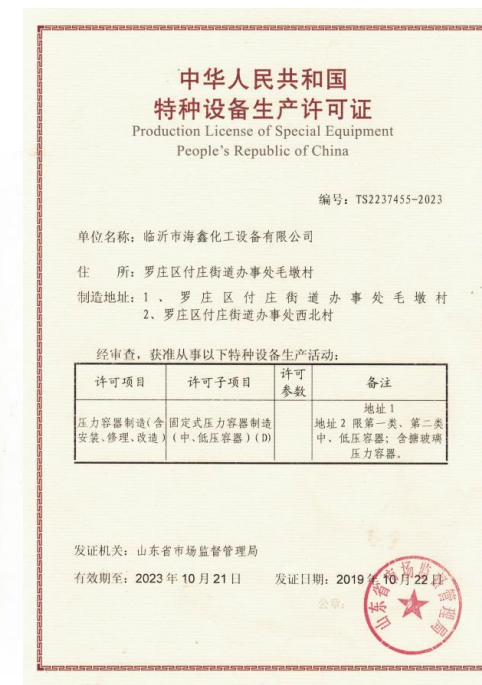 中华人民共和国
特种设备生产许可证
Production License of Special Equipment
People's Republic of China
编号：TS2237455-2023
单位名称：临沂市海鑫化工设备有限公司
住 所：罗庄区付庄街道办事处毛墩村
制造地址：1、罗庄区付庄街道办事处毛墩村
2、罗庄区付庄街道办事处西北村
经审查，获准从事以下特种设备生产活动：
许可项目 许可子项目 许可参数 备注
压力容器制造（含安装、修理、改造） 固定式压力容器制造（中、低压容器）（D） 地址1
地址2 限第一类、第二类中、低压容器；含搪玻璃压力容器。
发证机关：山东省市场监督管理局
有效期至：2023 年 10 月 21 日 发证日期：2019 年 10 月 22 日
公章：
山东省市场监督管理局